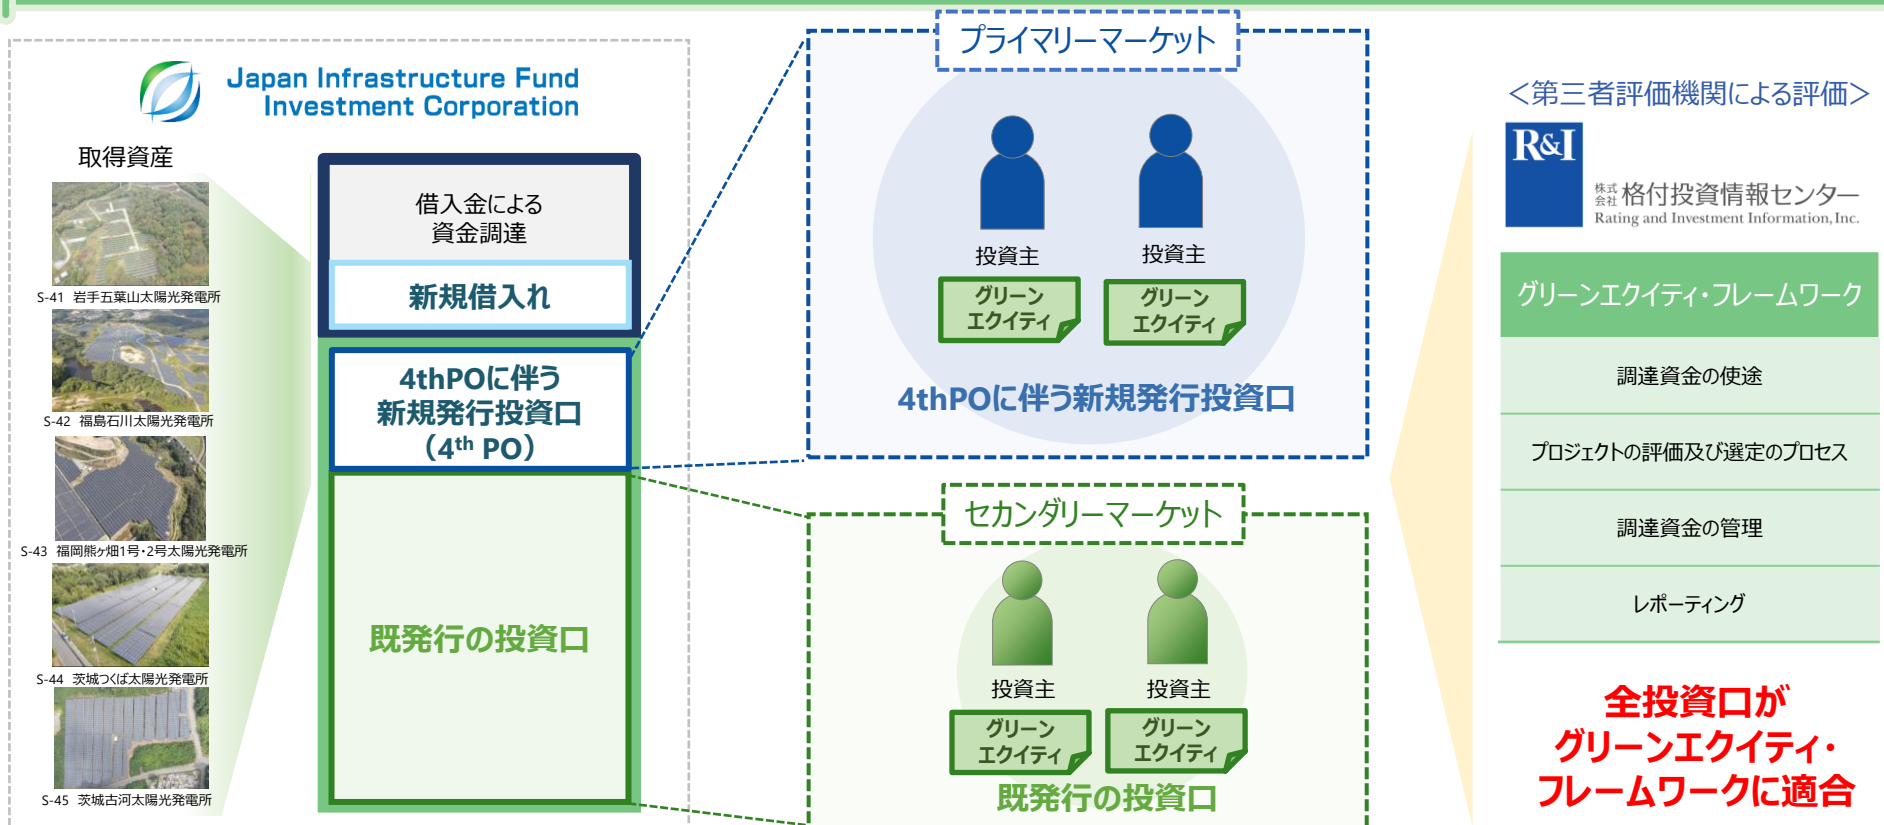 Japan Infrastructure Fund
Investment Corporation
取得資産
S-41 岩手五葉山太陽光発電所
S-42 福島石川太陽光発電所
S-43 福岡熊ヶ畑1号・2号太陽光発電所
S-44 茨城つくば太陽光発電所
S-45 茨城古河太陽光発電所
借入金による
資金調達
新規借入れ
4thPOに伴う
新規発行投資口
（4th PO）
既発行の投資口
プライマリーマーケット
投資主
投資主
グリーン
エクイティ
グリーン
エクイティ
4thPOに伴う新規発行投資口
セカンダリーマーケット
投資主
投資主
グリーン
エクイティ
グリーン
エクイティ
既発行の投資口
＜第三者評価機関による評価＞
R&I
株式会社 格付投資情報センター
Rating and Investment Information, Inc.
グリーンエクイティ・フレームワーク
調達資金の使途
プロジェクトの評価及び選定のプロセス
調達資金の管理
レポーティング
全投資口が
グリーンエクイティ・
フレームワークに適合